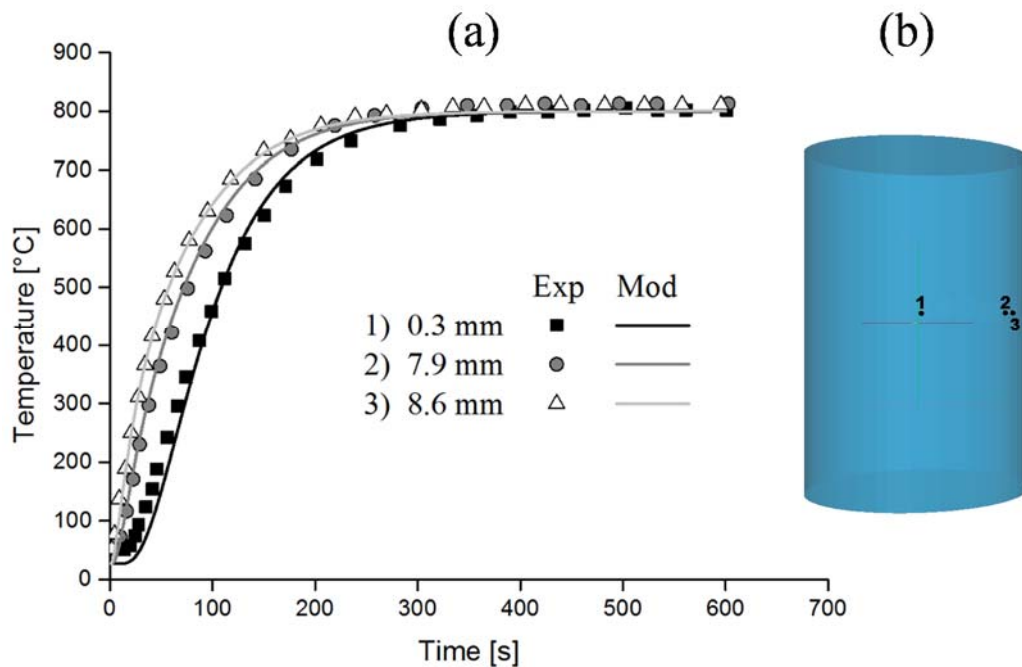 (a)
(b)
900
800
700
600
500
400
300
200
100
0
Temperature [°C]
Exp Mod
1) 0.3 mm
2) 7.9 mm
3) 8.6 mm
0 100 200 300 400 500 600 700
Time [s]
1
2
3